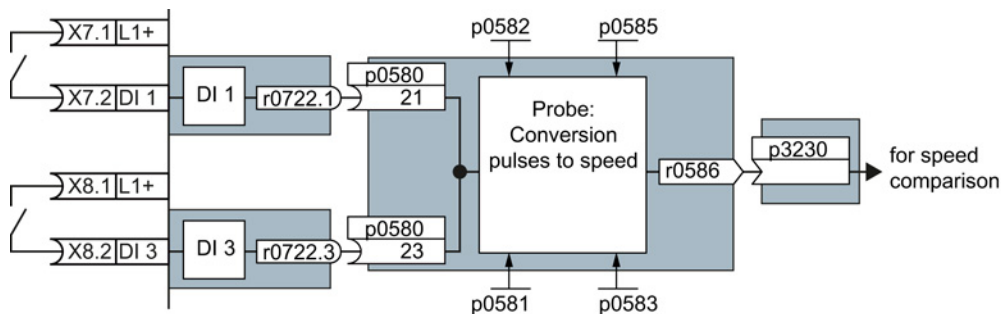 p0582 p0585
X7.1 L1+
p0580
X7.2 DI 1 DI 1 r0722.1 21
Probe:
Conversion
pulses to speed
p3230
r0586
for speed
comparison
X8.1 L1+
p0580
X8.2 DI 3 DI 3 r0722.3 23
p0581 p0583